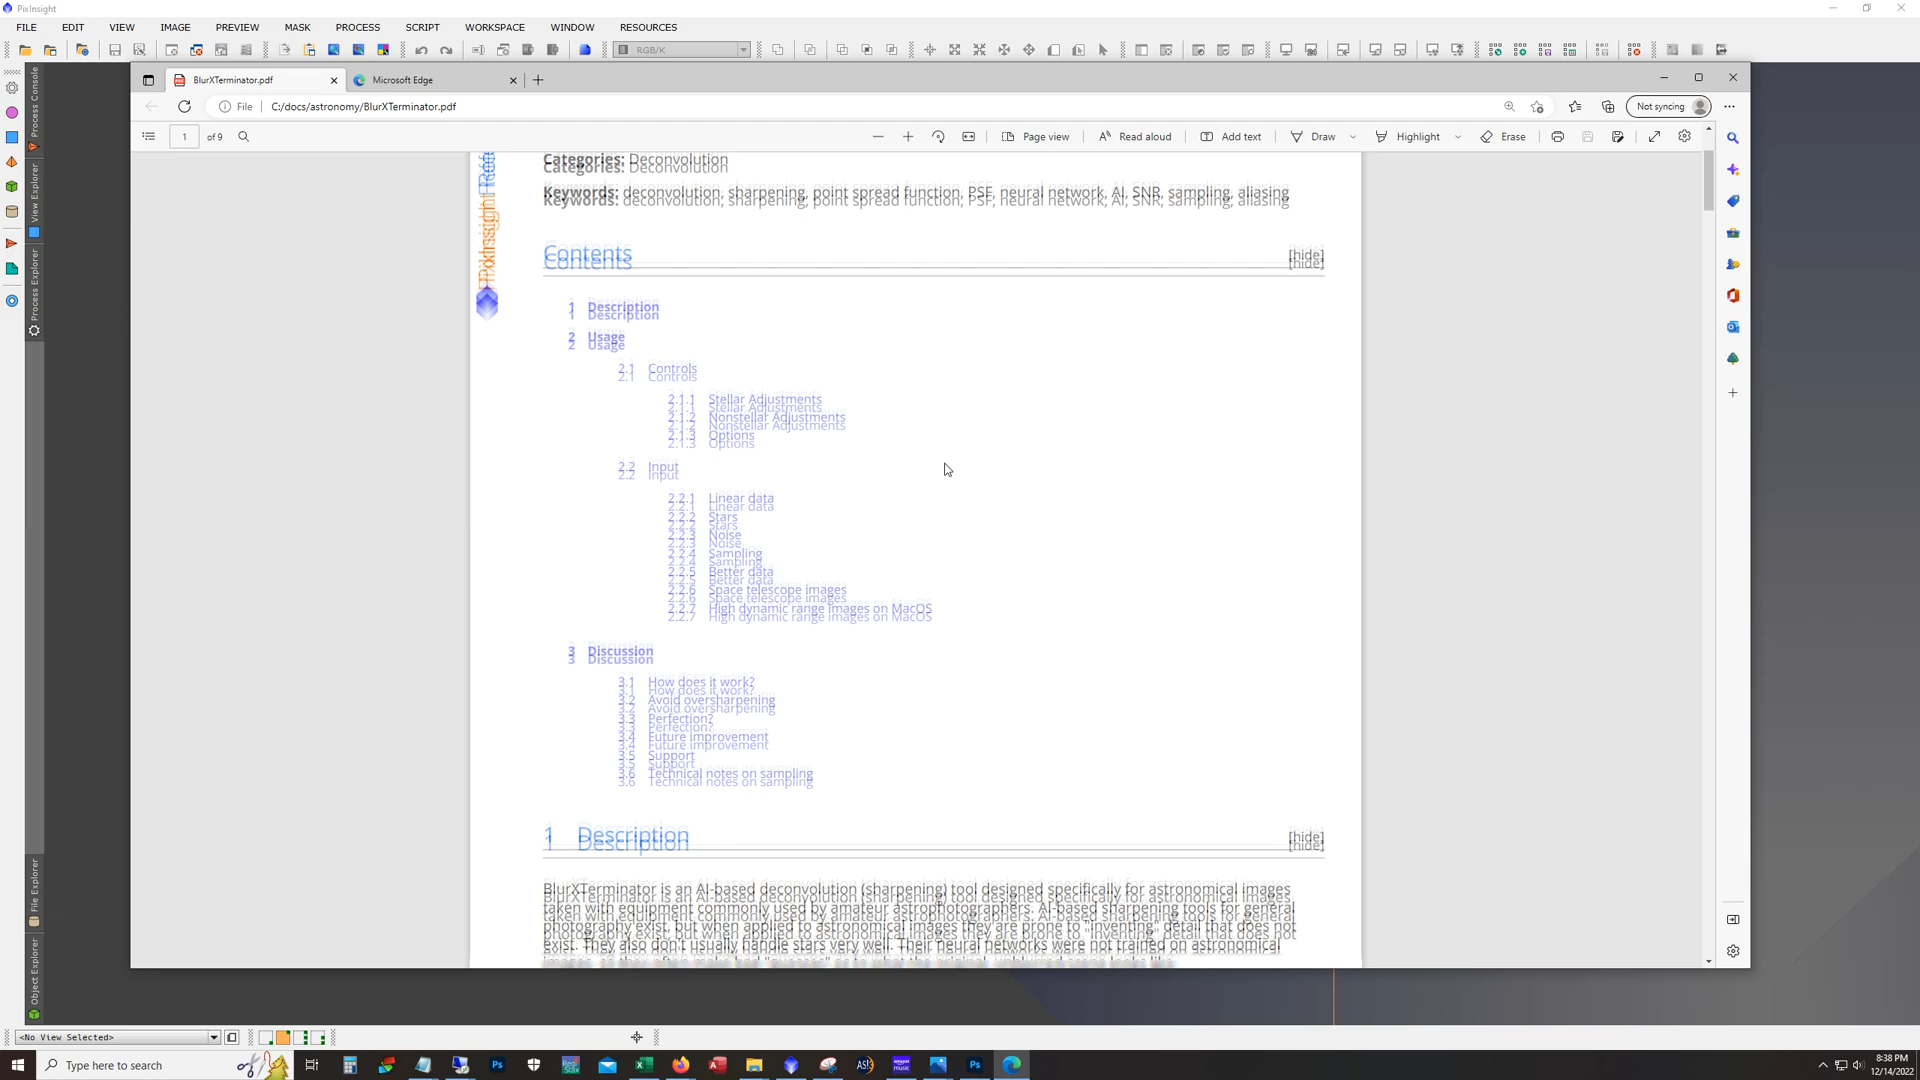 PixInsight
FILE EDIT VIEW IMAGE PREVIEW MASK PROCESS SCRIPT WORKSPACE WINDOW RESOURCES
RGB/K
BlurXTerminator.pdf
Microsoft Edge
File C:/docs/astronomy/BlurXTerminator.pdf
Not syncing
1 of 9
Page view
Read aloud
Add text
Draw
Highlight
Erase
Process Console
View Explorer
Process Explorer
File Explorer
Object Explorer
PixInsight Refe
Categories: Deconvolution
Keywords: deconvolution, sharpening, point spread function, PSF, neural network, AI, SNR, sampling, aliasing
Contents [hide]
1 Description
2 Usage
2.1 Controls
2.1.1 Stellar Adjustments
2.1.2 Nonstellar Adjustments
2.1.3 Options
2.2 Input
2.2.1 Linear data
2.2.2 Stars
2.2.3 Noise
2.2.4 Sampling
2.2.5 Better data
2.2.6 Space telescope images
2.2.7 High dynamic range images on MacOS
3 Discussion
3.1 How does it work?
3.2 Avoid oversharpening
3.3 Perfection?
3.4 Future improvement
3.5 Support
3.6 Technical notes on sampling
1 Description [hide]
BlurXTerminator is an AI-based deconvolution (sharpening) tool designed specifically for astronomical images
taken with equipment commonly used by amateur astrophotographers. AI-based sharpening tools for general
photography exist, but when applied to astronomical images they are prone to "inventing" detail that does not
exist. They also don't usually handle stars very well. Their neural networks were not trained on astronomical
<No View Selected>
Type here to search
8:38 PM
12/14/2022